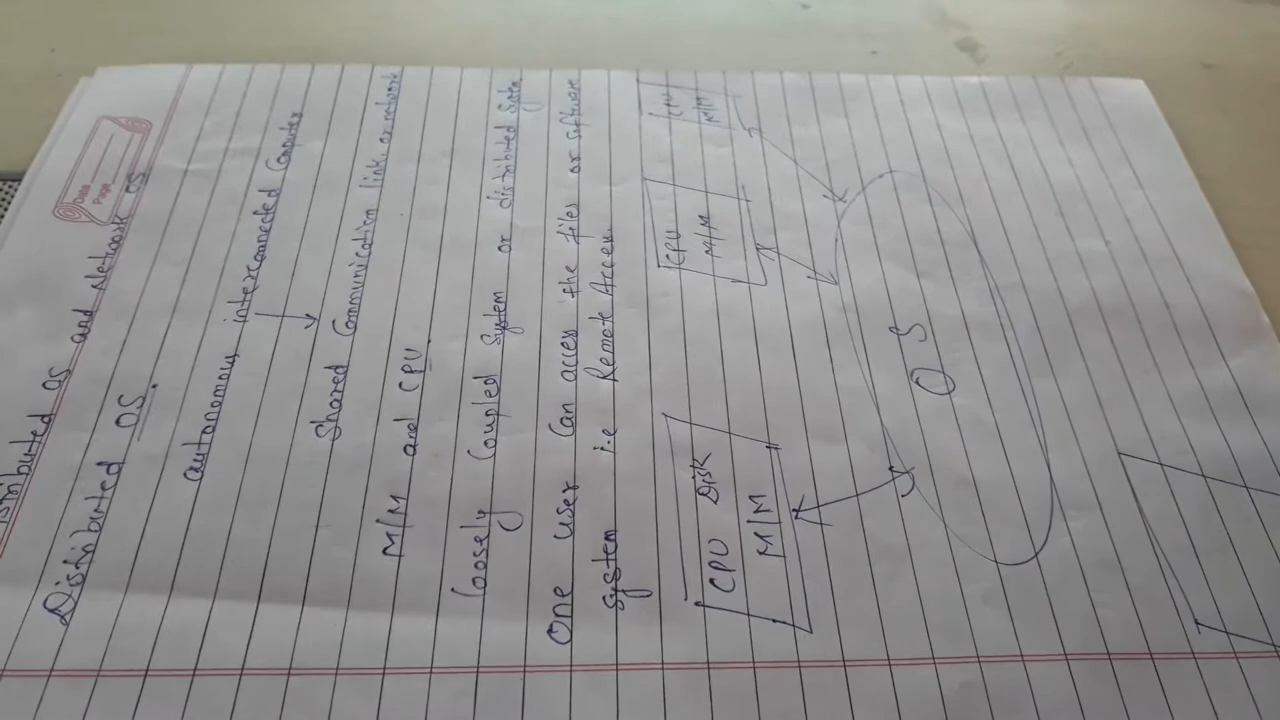 Date
Page
Distributed OS and Network OS
Distributed OS.
autonomous interconnected Computer
Shared Communication link or network
M/M and CPU.
loosely Coupled System or distributed System
One user Can access the files or software
system i.e Remote Access.
CPU Disk
M/M
CPU
M/M
CPU
M/M
O S